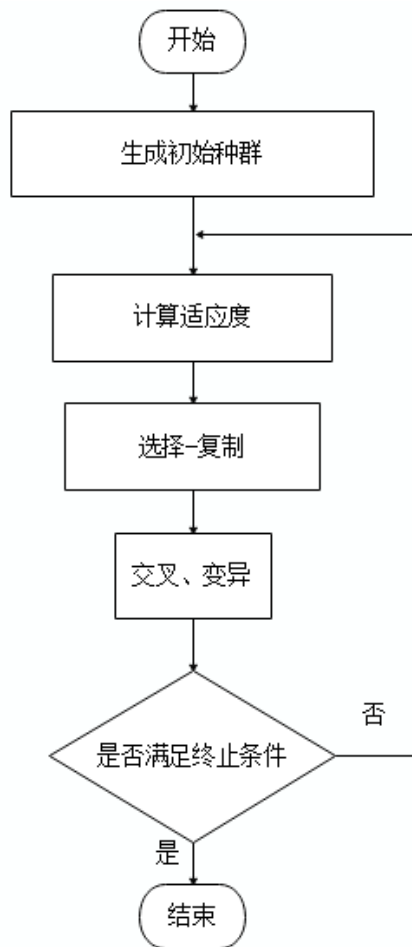 开始
生成初始种群
计算适应度
选择-复制
交叉、变异
否
是否满足终止条件
是
结束